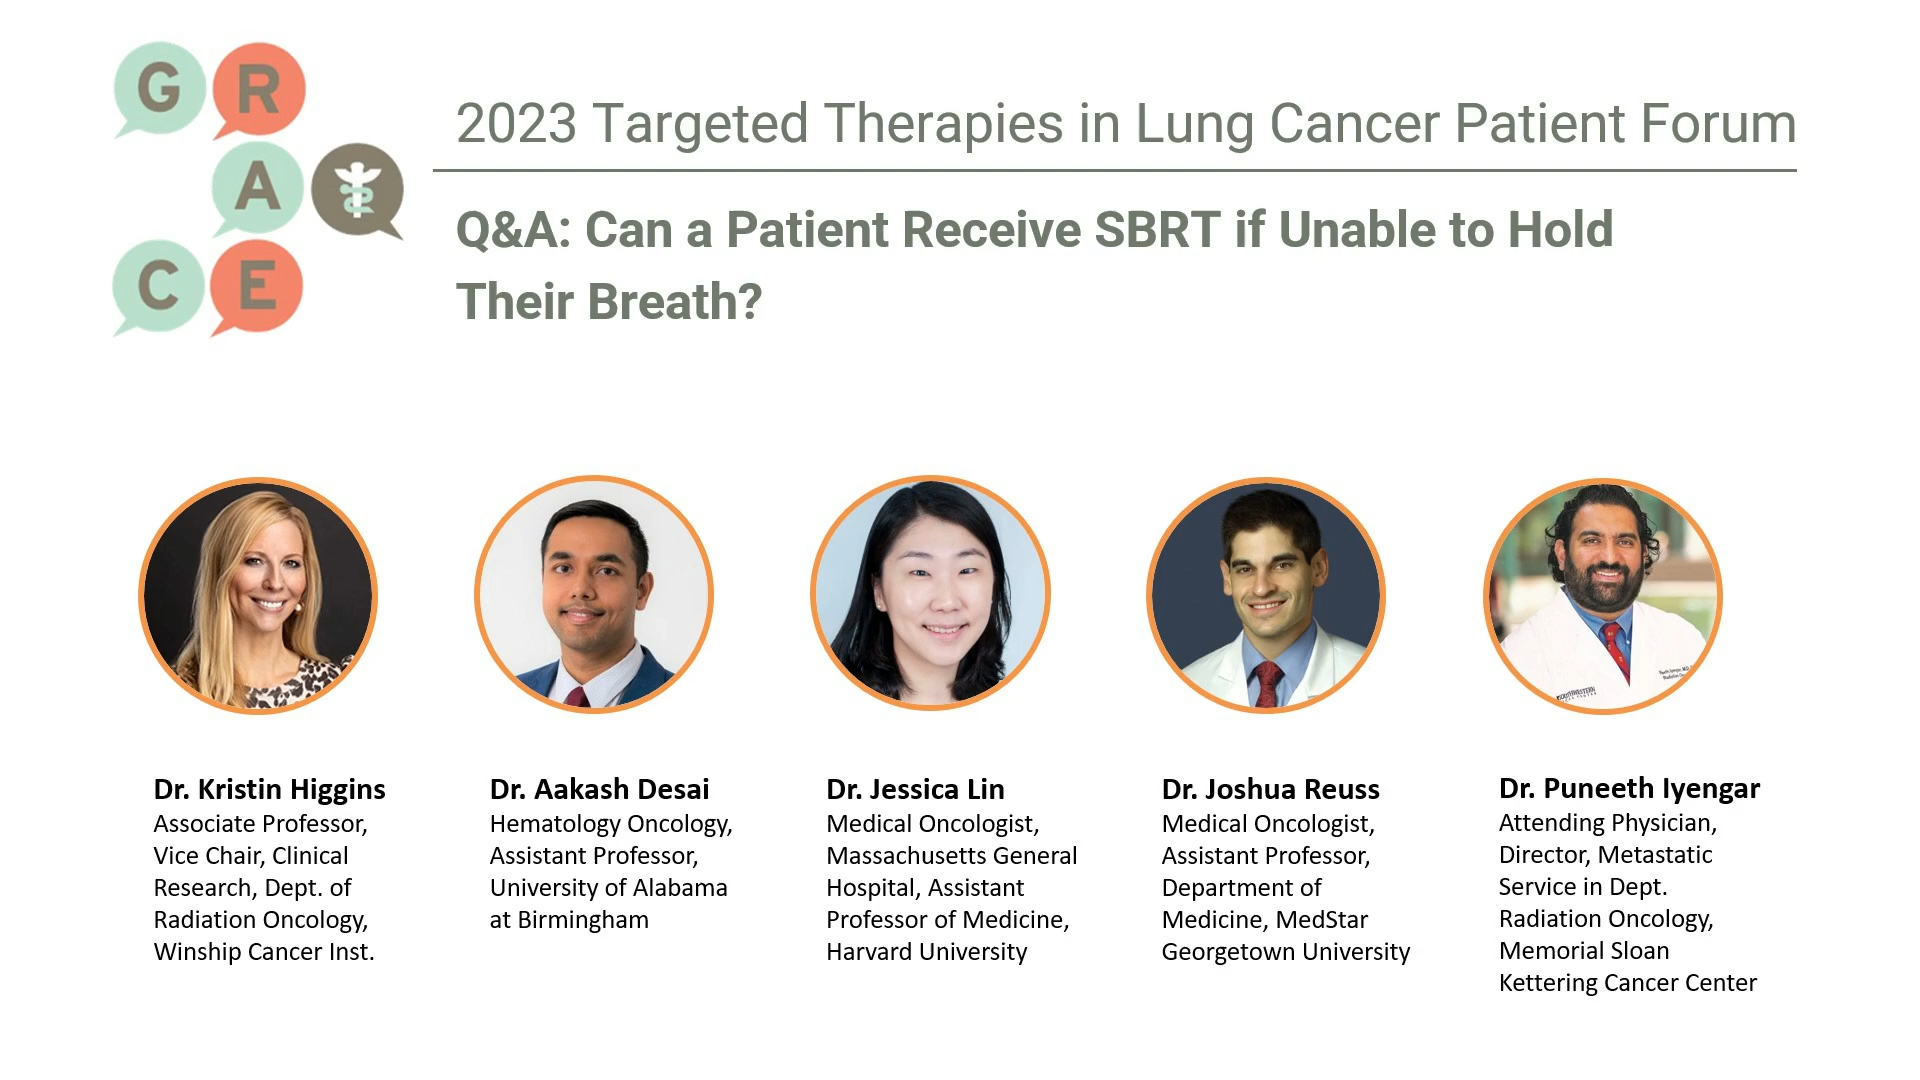 G R
A
C E
2023 Targeted Therapies in Lung Cancer Patient Forum
Q&A: Can a Patient Receive SBRT if Unable to Hold
Their Breath?
Dr. Kristin Higgins
Associate Professor,
Vice Chair, Clinical
Research, Dept. of
Radiation Oncology,
Winship Cancer Inst.
Dr. Aakash Desai
Hematology Oncology,
Assistant Professor,
University of Alabama
at Birmingham
Dr. Jessica Lin
Medical Oncologist,
Massachusetts General
Hospital, Assistant
Professor of Medicine,
Harvard University
Dr. Joshua Reuss
Medical Oncologist,
Assistant Professor,
Department of
Medicine, MedStar
Georgetown University
Dr. Puneeth Iyengar
Attending Physician,
Director, Metastatic
Service in Dept.
Radiation Oncology,
Memorial Sloan
Kettering Cancer Center